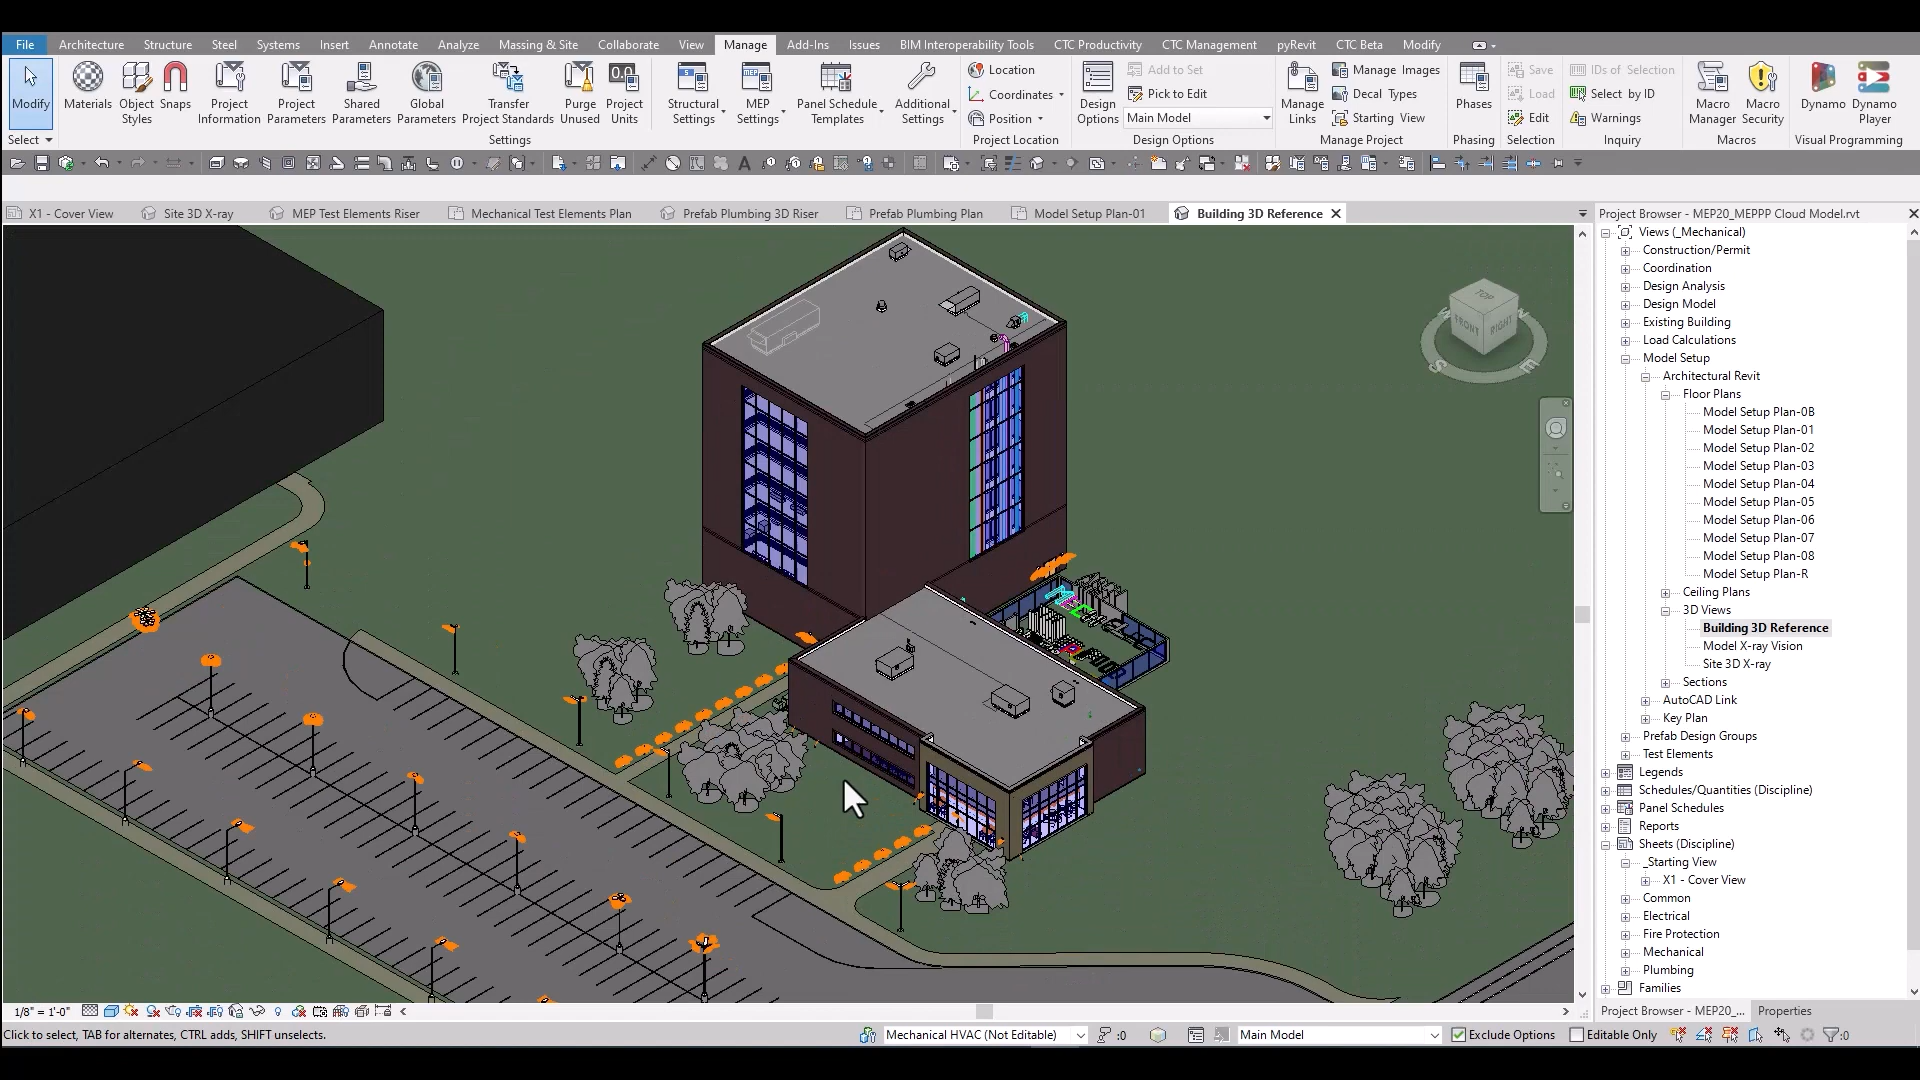 File Architecture Structure Steel Systems Insert Annotate Analyze Massing & Site Collaborate View Manage Add-Ins Issues BIM Interoperability Tools CTC Productivity CTC Management pyRevit CTC Beta Modify
Modify
Select
Materials
Object Styles
Snaps
Project Information
Project Parameters
Shared Parameters
Global Parameters
Transfer Project Standards
Purge Unused
0.0
Project Units
Settings
Structural Settings
MEP
MEP Settings
Panel Schedule Templates
Additional Settings
Location
Coordinates
Position
Project Location
Design Options
Add to Set
Pick to Edit
Main Model
Design Options
Manage Links
Manage Images
Decal Types
Starting View
Manage Project
Phases
Phasing
Save
Load
Edit
Selection
IDs of Selection
Select by ID
Warnings
Inquiry
Macro Manager
Macro Security
Macros
Dynamo
Dynamo Player
Visual Programming
X1 - Cover View
Site 3D X-ray
MEP Test Elements Riser
Mechanical Test Elements Plan
Prefab Plumbing 3D Riser
Prefab Plumbing Plan
Model Setup Plan-01
Building 3D Reference
TOP
FRONT
RIGHT
S
E
Project Browser - MEP20_MEPPP Cloud Model.rvt
Views (_Mechanical)
Construction/Permit
Coordination
Design Analysis
Design Model
Existing Building
Load Calculations
Model Setup
Architectural Revit
Floor Plans
Model Setup Plan-0B
Model Setup Plan-01
Model Setup Plan-02
Model Setup Plan-03
Model Setup Plan-04
Model Setup Plan-05
Model Setup Plan-06
Model Setup Plan-07
Model Setup Plan-08
Model Setup Plan-R
Ceiling Plans
3D Views
Building 3D Reference
Model X-ray Vision
Site 3D X-ray
Sections
AutoCAD Link
Key Plan
Prefab Design Groups
Test Elements
Legends
Schedules/Quantities (Discipline)
Panel Schedules
Reports
Sheets (Discipline)
_Starting View
X1 - Cover View
Common
Electrical
Fire Protection
Mechanical
Plumbing
Families
Project Browser - MEP20_... Properties
1/8" = 1'-0"
Click to select, TAB for alternates, CTRL adds, SHIFT unselects.
Mechanical HVAC (Not Editable)
:0
Main Model
Exclude Options
Editable Only
:0